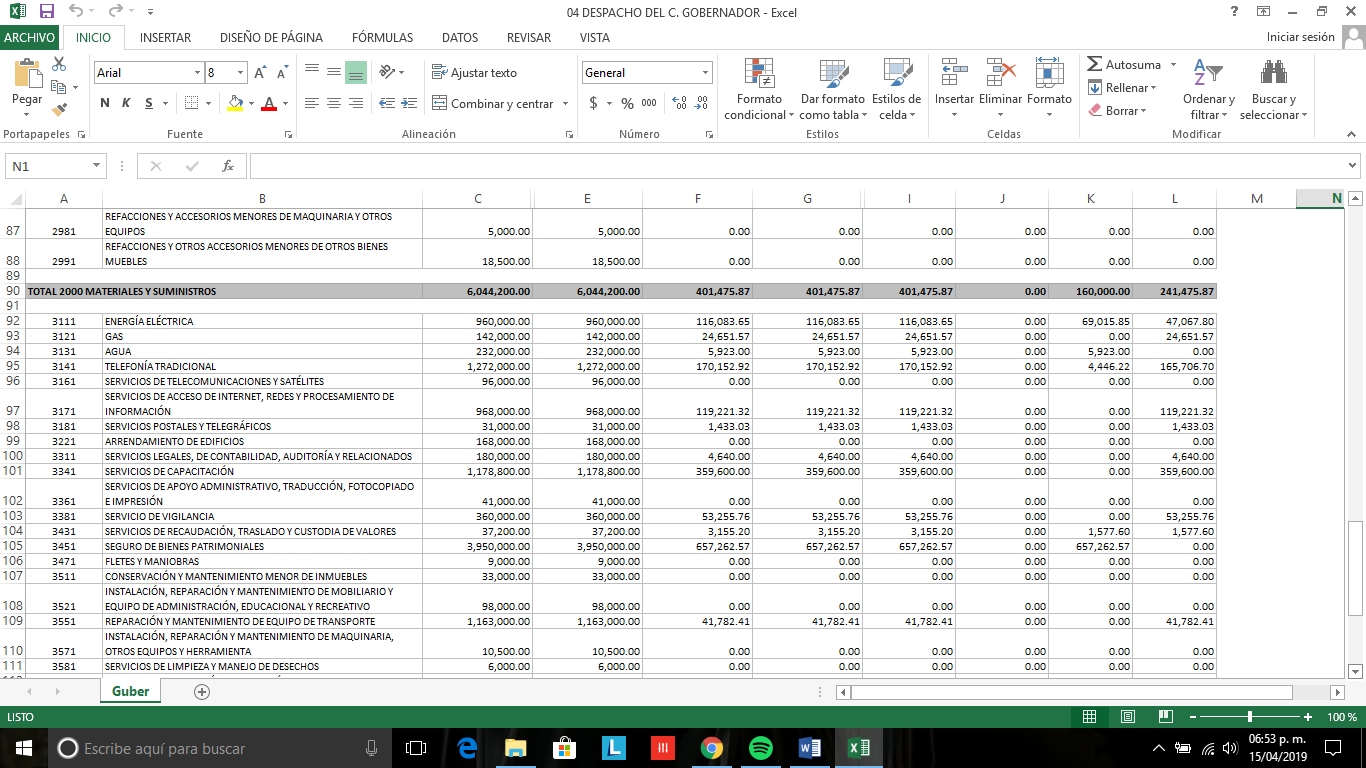 04 DESPACHO DEL C. GOBERNADOR - Excel
ARCHIVO INICIO INSERTAR DISEÑO DE PÁGINA FÓRMULAS DATOS REVISAR VISTA Iniciar sesión
Pegar Arial 8 Ajustar texto General Formato condicional Dar formato como tabla Estilos de celda Insertar Eliminar Formato Autosuma Rellenar Borrar Ordenar y filtrar Buscar y seleccionar
N K S Combinar y centrar $ % 000
Portapapeles Fuente Alineación Número Estilos Celdas Modificar
N1 fx
A B C E F G I J K L M N
REFACCIONES Y ACCESORIOS MENORES DE MAQUINARIA Y OTROS
87 2981 EQUIPOS 5,000.00 5,000.00 0.00 0.00 0.00 0.00 0.00 0.00
REFACCIONES Y OTROS ACCESORIOS MENORES DE OTROS BIENES
88 2991 MUEBLES 18,500.00 18,500.00 0.00 0.00 0.00 0.00 0.00 0.00
89
90 TOTAL 2000 MATERIALES Y SUMINISTROS 6,044,200.00 6,044,200.00 401,475.87 401,475.87 401,475.87 0.00 160,000.00 241,475.87
91
92 3111 ENERGÍA ELÉCTRICA 960,000.00 960,000.00 116,083.65 116,083.65 116,083.65 0.00 69,015.85 47,067.80
93 3121 GAS 142,000.00 142,000.00 24,651.57 24,651.57 24,651.57 0.00 0.00 24,651.57
94 3131 AGUA 232,000.00 232,000.00 5,923.00 5,923.00 5,923.00 0.00 5,923.00 0.00
95 3141 TELEFONÍA TRADICIONAL 1,272,000.00 1,272,000.00 170,152.92 170,152.92 170,152.92 0.00 4,446.22 165,706.70
96 3161 SERVICIOS DE TELECOMUNICACIONES Y SATÉLITES 96,000.00 96,000.00 0.00 0.00 0.00 0.00 0.00 0.00
SERVICIOS DE ACCESO DE INTERNET, REDES Y PROCESAMIENTO DE
97 3171 INFORMACIÓN 968,000.00 968,000.00 119,221.32 119,221.32 119,221.32 0.00 0.00 119,221.32
98 3181 SERVICIOS POSTALES Y TELEGRÁFICOS 31,000.00 31,000.00 1,433.03 1,433.03 1,433.03 0.00 0.00 1,433.03
99 3221 ARRENDAMIENTO DE EDIFICIOS 168,000.00 168,000.00 0.00 0.00 0.00 0.00 0.00 0.00
100 3311 SERVICIOS LEGALES, DE CONTABILIDAD, AUDITORÍA Y RELACIONADOS 180,000.00 180,000.00 4,640.00 4,640.00 4,640.00 0.00 0.00 4,640.00
101 3341 SERVICIOS DE CAPACITACIÓN 1,178,800.00 1,178,800.00 359,600.00 359,600.00 359,600.00 0.00 0.00 359,600.00
SERVICIOS DE APOYO ADMINISTRATIVO, TRADUCCIÓN, FOTOCOPIADO
102 3361 E IMPRESIÓN 41,000.00 41,000.00 0.00 0.00 0.00 0.00 0.00 0.00
103 3381 SERVICIO DE VIGILANCIA 360,000.00 360,000.00 53,255.76 53,255.76 53,255.76 0.00 0.00 53,255.76
104 3431 SERVICIOS DE RECAUDACIÓN, TRASLADO Y CUSTODIA DE VALORES 37,200.00 37,200.00 3,155.20 3,155.20 3,155.20 0.00 1,577.60 1,577.60
105 3451 SEGURO DE BIENES PATRIMONIALES 3,950,000.00 3,950,000.00 657,262.57 657,262.57 657,262.57 0.00 657,262.57 0.00
106 3471 FLETES Y MANIOBRAS 9,000.00 9,000.00 0.00 0.00 0.00 0.00 0.00 0.00
107 3511 CONSERVACIÓN Y MANTENIMIENTO MENOR DE INMUEBLES 33,000.00 33,000.00 0.00 0.00 0.00 0.00 0.00 0.00
INSTALACIÓN, REPARACIÓN Y MANTENIMIENTO DE MOBILIARIO Y
108 3521 EQUIPO DE ADMINISTRACIÓN, EDUCACIONAL Y RECREATIVO 98,000.00 98,000.00 0.00 0.00 0.00 0.00 0.00 0.00
109 3551 REPARACIÓN Y MANTENIMIENTO DE EQUIPO DE TRANSPORTE 1,163,000.00 1,163,000.00 41,782.41 41,782.41 41,782.41 0.00 0.00 41,782.41
INSTALACIÓN, REPARACIÓN Y MANTENIMIENTO DE MAQUINARIA,
110 3571 OTROS EQUIPOS Y HERRAMIENTA 10,500.00 10,500.00 0.00 0.00 0.00 0.00 0.00 0.00
111 3581 SERVICIOS DE LIMPIEZA Y MANEJO DE DESECHOS 6,000.00 6,000.00 0.00 0.00 0.00 0.00 0.00 0.00
Guber
LISTO 100 %
Escribe aquí para buscar 06:53 p. m.
15/04/2019